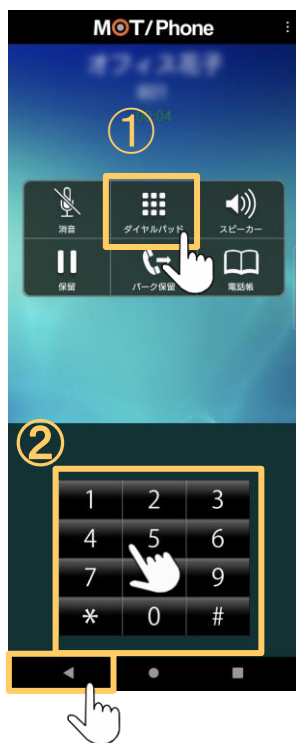 MOT/Phone
①
消音
ダイヤルパッド
スピーカー
保留
パーク保留
電話帳
②
1 2 3
4 5 6
7 9
* 0 #